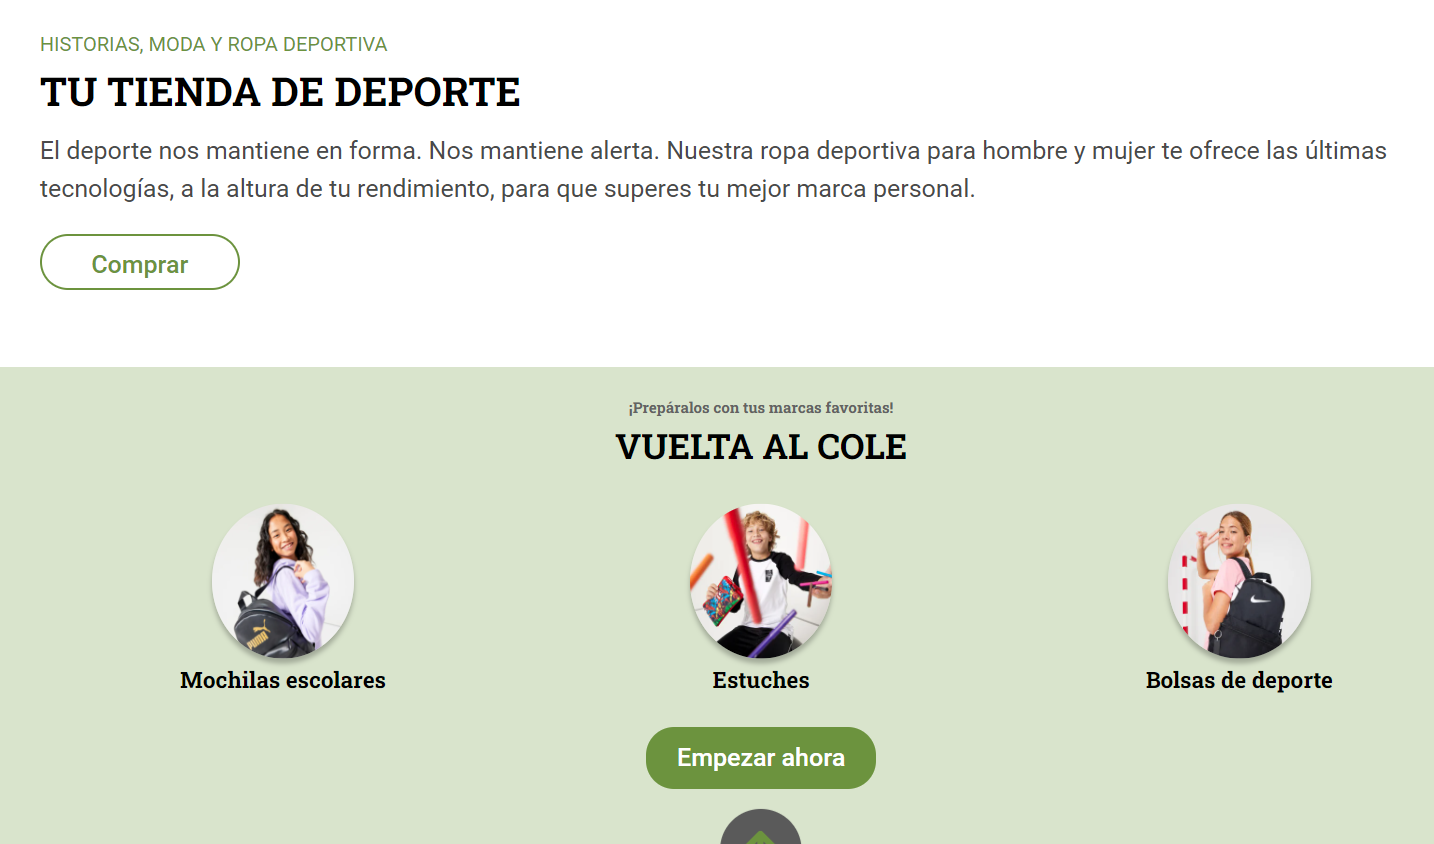 HISTORIAS, MODA Y ROPA DEPORTIVA
TU TIENDA DE DEPORTE
El deporte nos mantiene en forma. Nos mantiene alerta. Nuestra ropa deportiva para hombre y mujer te ofrece las últimas
tecnologías, a la altura de tu rendimiento, para que superes tu mejor marca personal.
Comprar
¡Prepáralos con tus marcas favoritas!
VUELTA AL COLE
PUMA
Mochilas escolares
Estuches
Bolsas de deporte
Empezar ahora